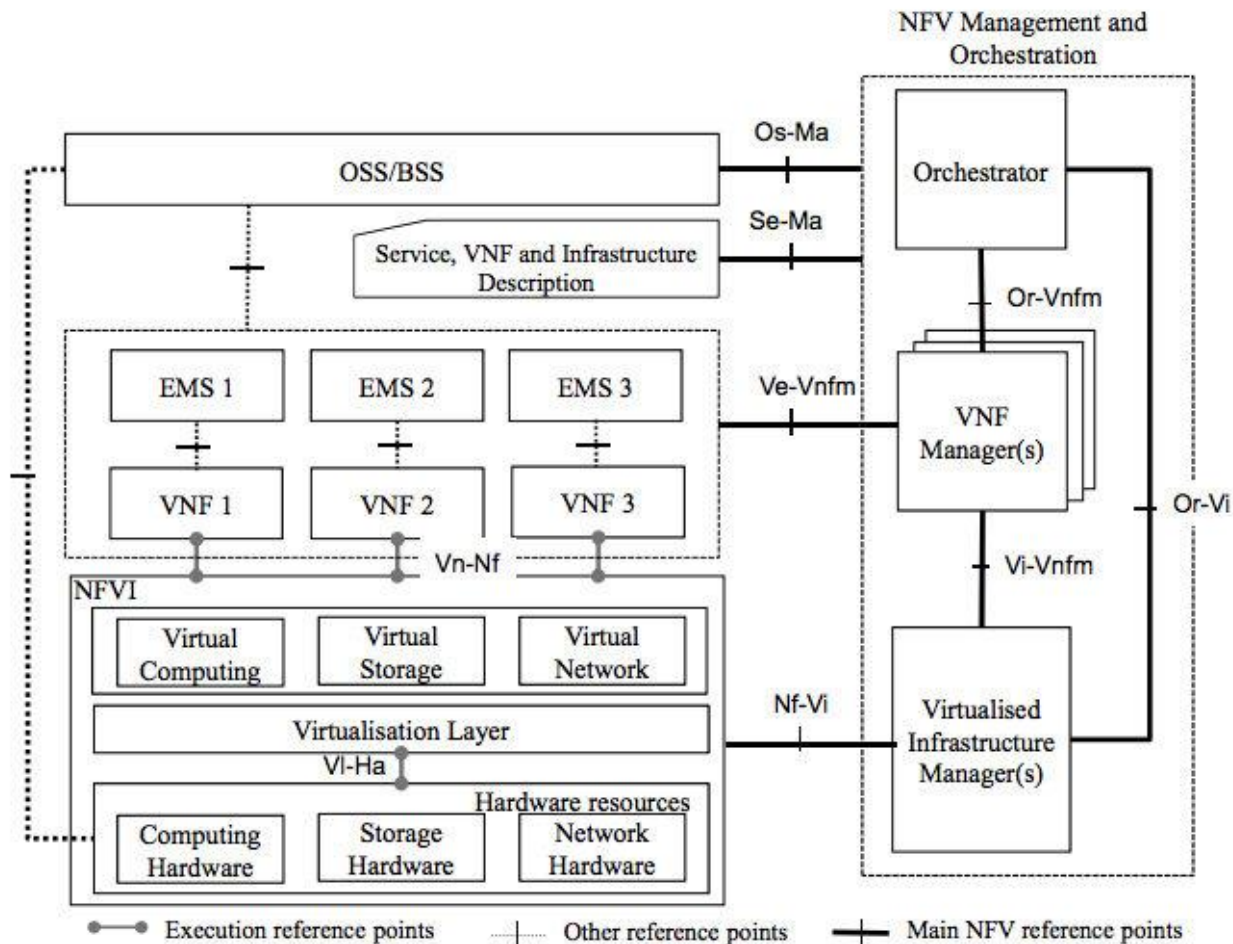 NFV Management and
Orchestration
Os-Ma
OSS/BSS
Orchestrator
Se-Ma
Service, VNF and Infrastructure
Description
Or-Vnfm
EMS 1
EMS 2
EMS 3
Ve-Vnfm
VNF
Manager(s)
VNF 1
VNF 2
VNF 3
Or-Vi
Vn-Nf
Vi-Vnfm
NFVI
Virtual
Computing
Virtual
Storage
Virtual
Network
Nf-Vi
Virtualised
Infrastructure
Manager(s)
Virtualisation Layer
Vl-Ha
Hardware resources
Computing
Hardware
Storage
Hardware
Network
Hardware
Execution reference points
Other reference points
Main NFV reference points